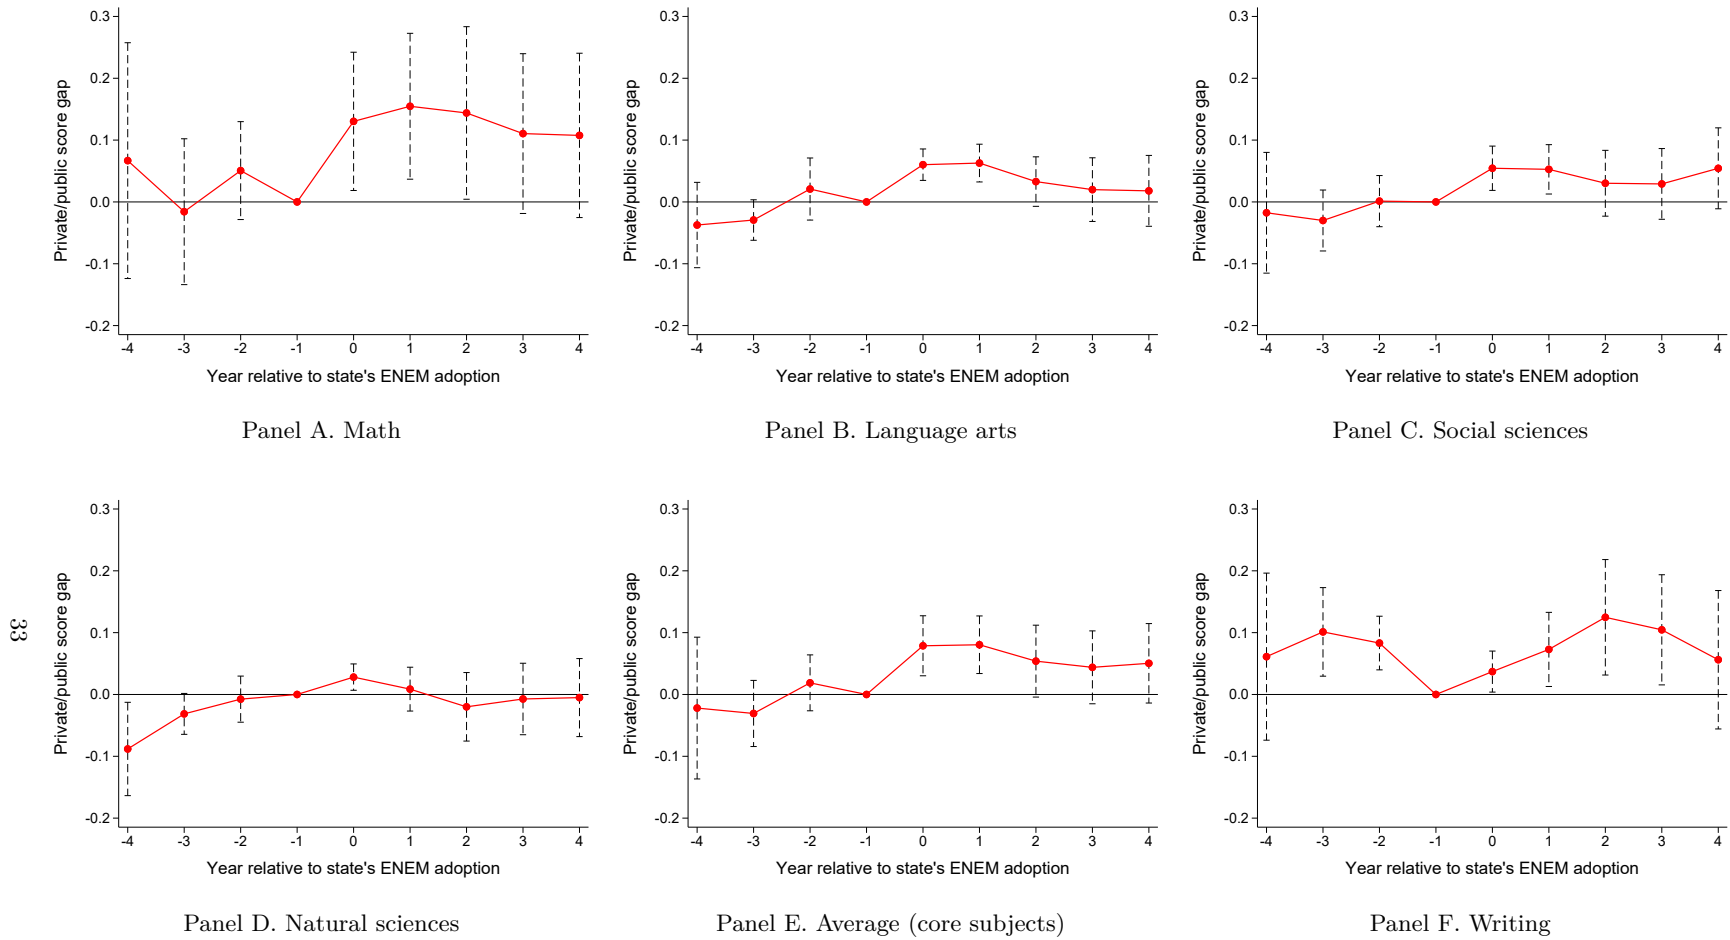 0.3
0.2
0.1
0.0
-0.1
-0.2
Private/public score gap
-4 -3 -2 -1 0 1 2 3 4
Year relative to state's ENEM adoption
Panel A. Math
0.3
0.2
0.1
0.0
-0.1
-0.2
Private/public score gap
-4 -3 -2 -1 0 1 2 3 4
Year relative to state's ENEM adoption
Panel B. Language arts
0.3
0.2
0.1
0.0
-0.1
-0.2
Private/public score gap
-4 -3 -2 -1 0 1 2 3 4
Year relative to state's ENEM adoption
Panel C. Social sciences
0.3
0.2
0.1
0.0
-0.1
-0.2
Private/public score gap
-4 -3 -2 -1 0 1 2 3 4
Year relative to state's ENEM adoption
Panel D. Natural sciences
0.3
0.2
0.1
0.0
-0.1
-0.2
Private/public score gap
-4 -3 -2 -1 0 1 2 3 4
Year relative to state's ENEM adoption
Panel E. Average (core subjects)
0.3
0.2
0.1
0.0
-0.1
-0.2
Private/public score gap
-4 -3 -2 -1 0 1 2 3 4
Year relative to state's ENEM adoption
Panel F. Writing
33